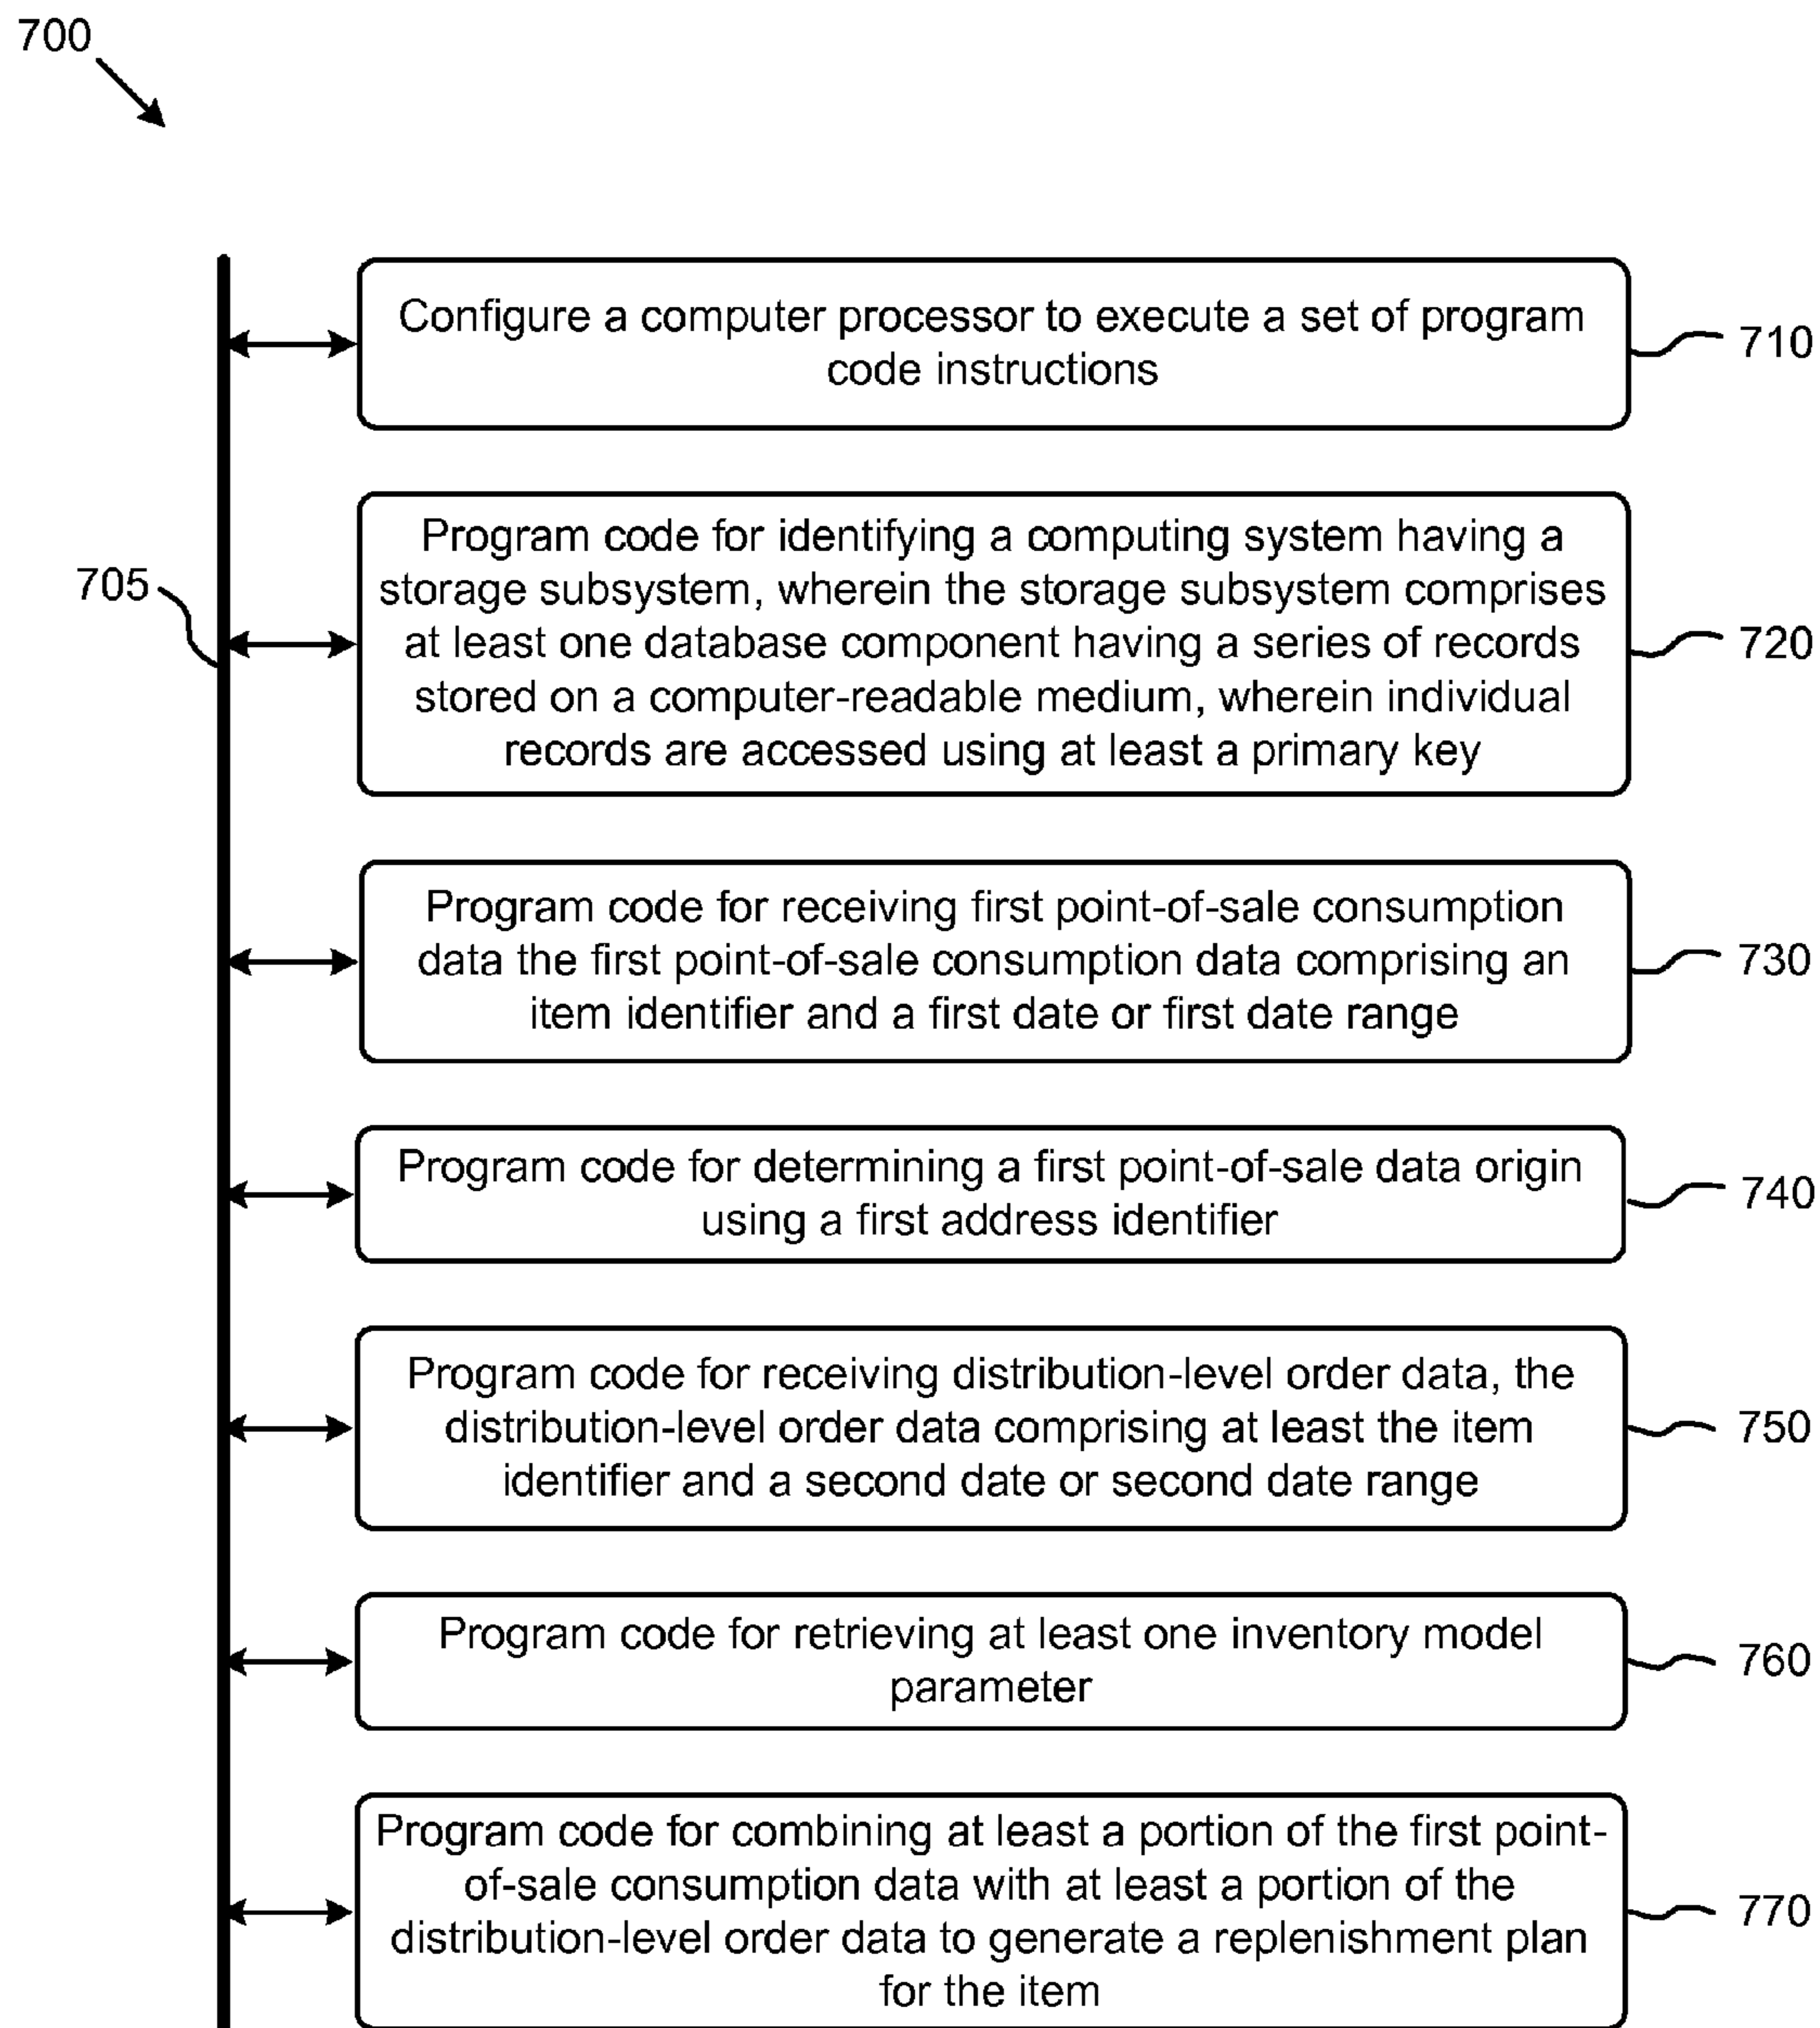 700
Configure a computer processor to execute a set of program
code instructions
710
705
Program code for identifying a computing system having a
storage subsystem, wherein the storage subsystem comprises
at least one database component having a series of records
stored on a computer-readable medium, wherein individual
records are accessed using at least a primary key
720
Program code for receiving first point-of-sale consumption
data the first point-of-sale consumption data comprising an
item identifier and a first date or first date range
730
Program code for determining a first point-of-sale data origin
using a first address identifier
740
Program code for receiving distribution-level order data, the
distribution-level order data comprising at least the item
identifier and a second date or second date range
750
Program code for retrieving at least one inventory model
parameter
760
Program code for combining at least a portion of the first point-
of-sale consumption data with at least a portion of the
distribution-level order data to generate a replenishment plan
for the item
770